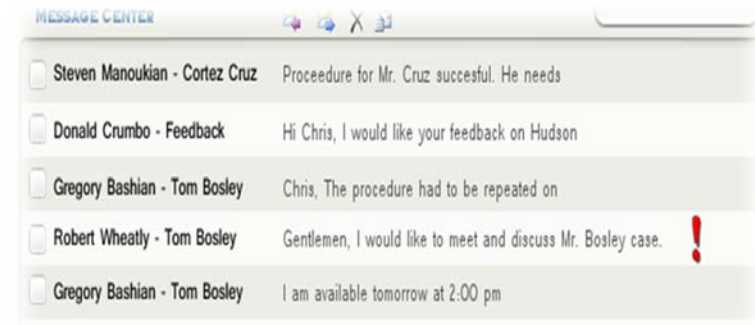 MESSAGE CENTER
Steven Manoukian - Cortez Cruz Proceedure for Mr. Cruz succesful. He needs
Donald Crumbo - Feedback Hi Chris, I would like your feedback on Hudson
Gregory Bashian - Tom Bosley Chris, The procedure had to be repeated on
Robert Wheatly - Tom Bosley Gentlemen, I would like to meet and discuss Mr. Bosley case.
Gregory Bashian - Tom Bosley I am available tomorrow at 2:00 pm